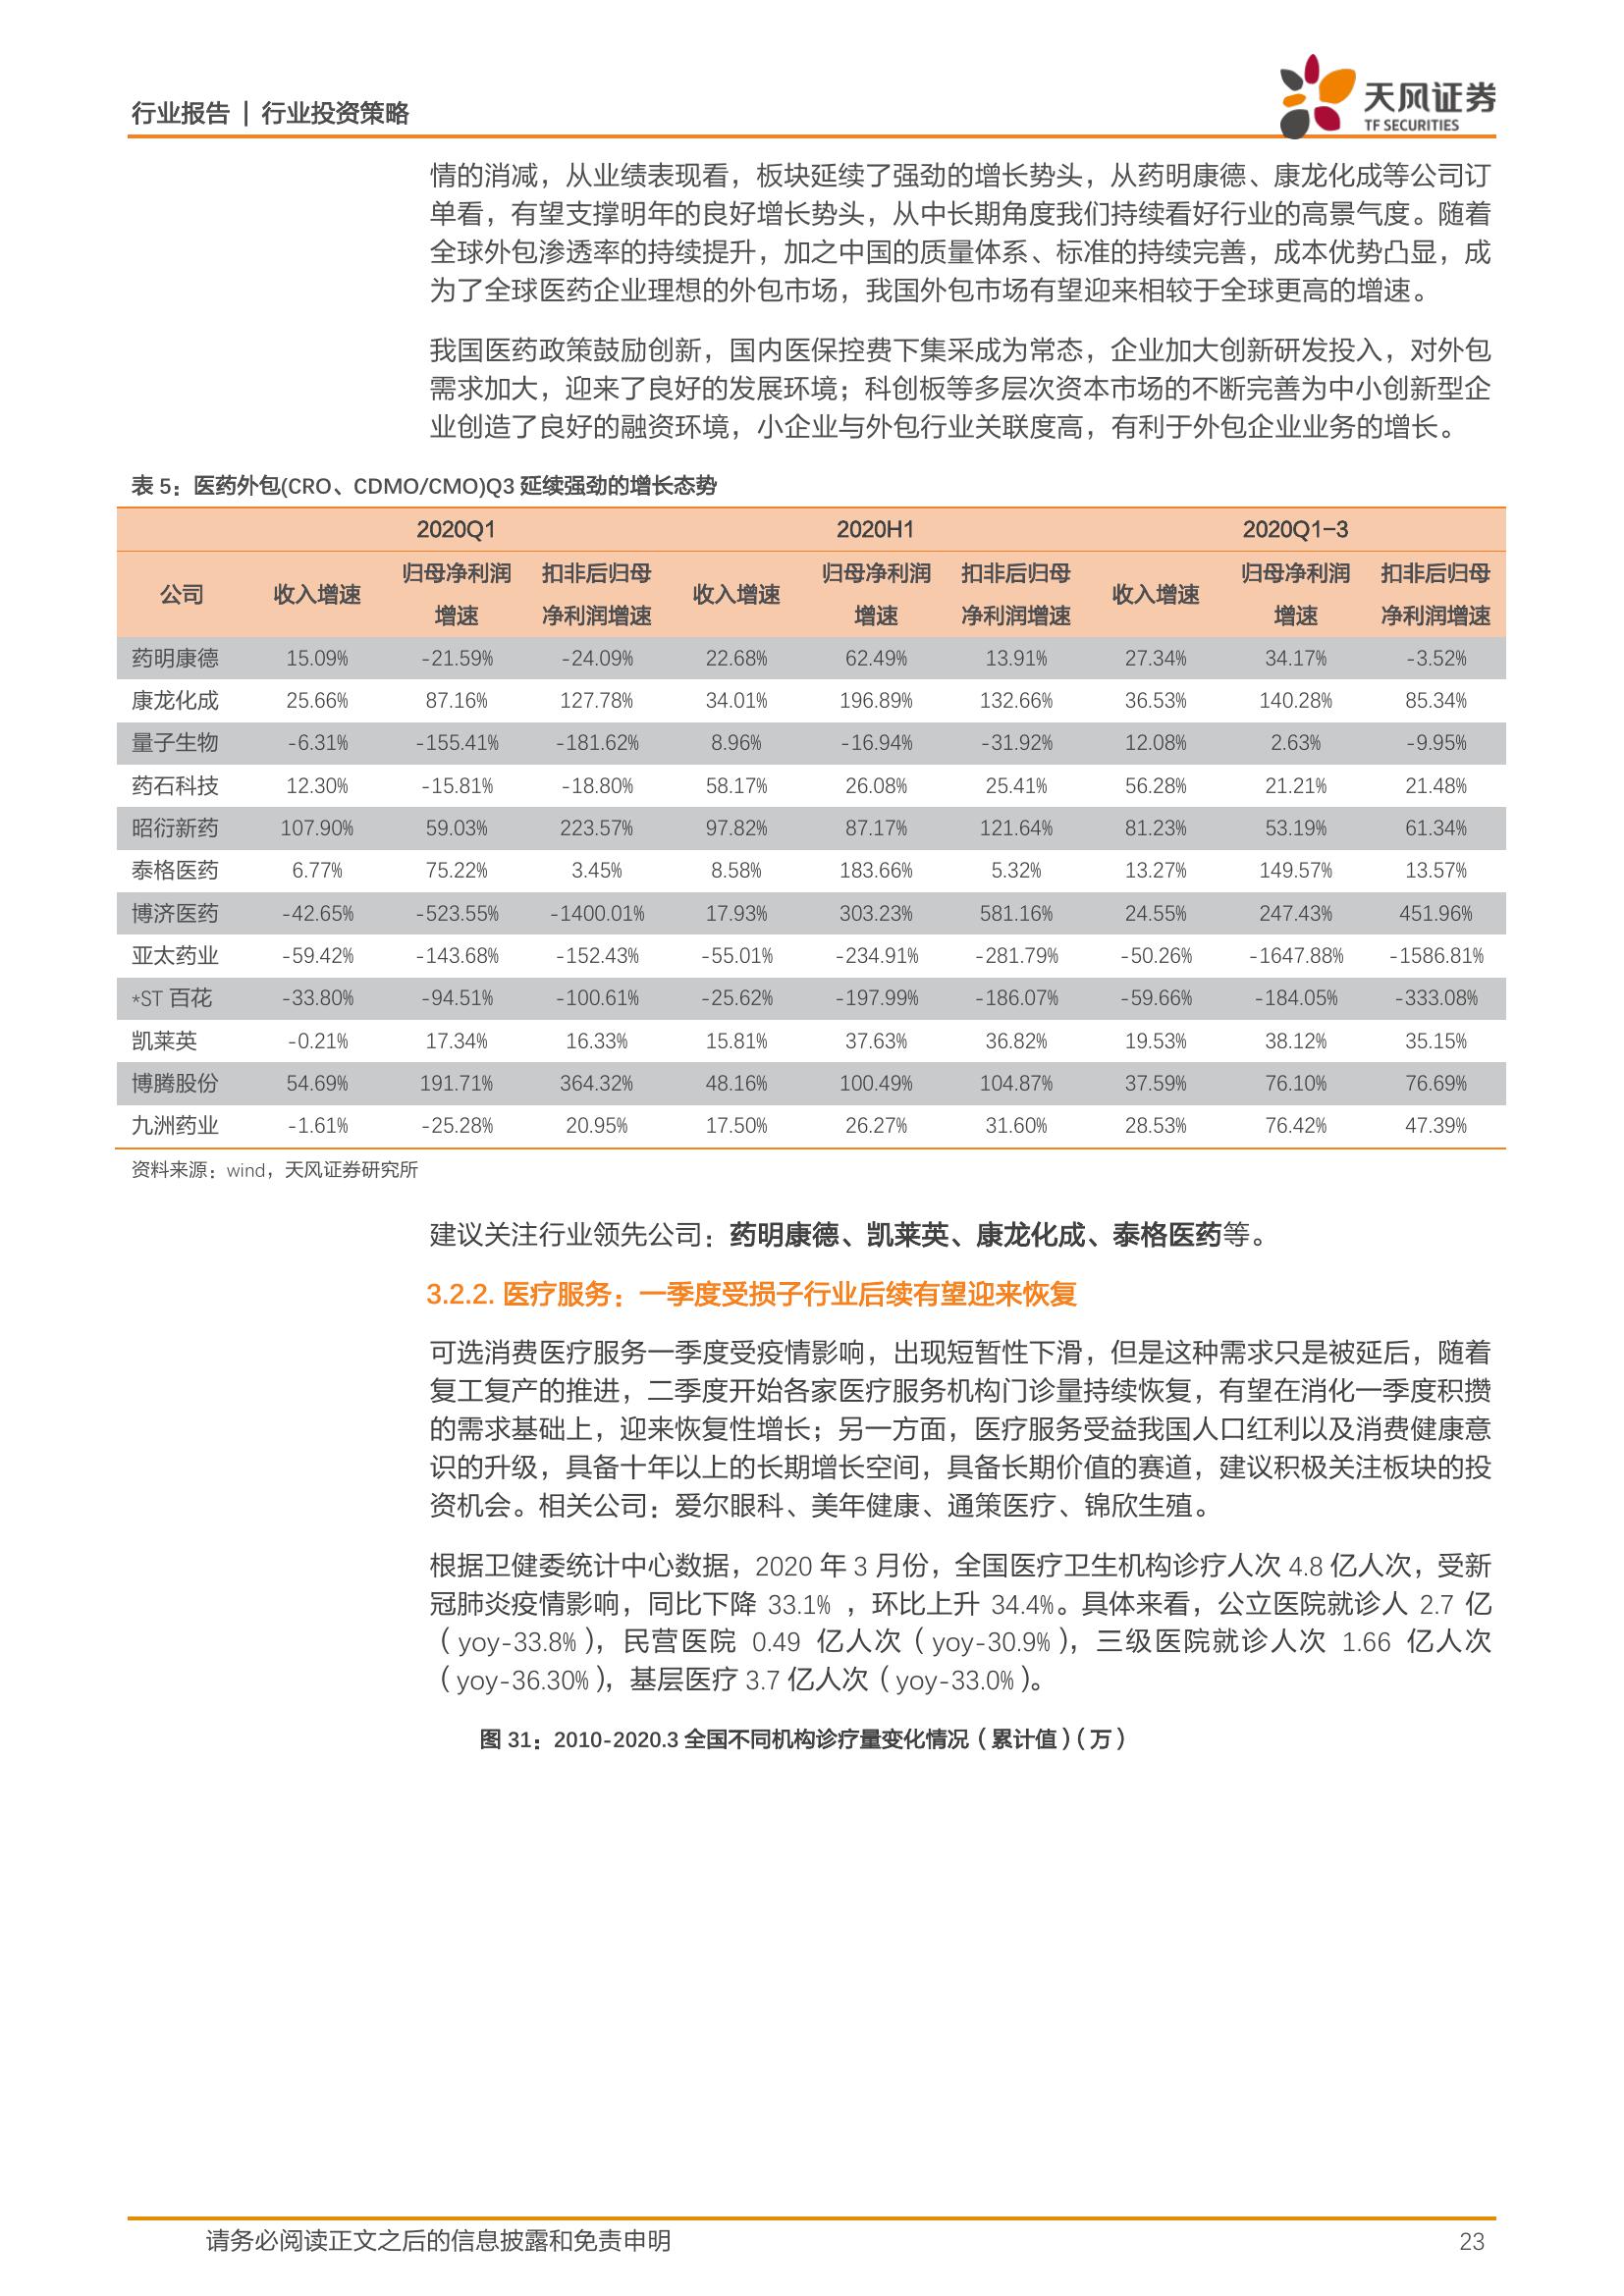 行业报告 | 行业投资策略
天风证券
TF SECURITIES
情的消减，从业绩表现看，板块延续了强劲的增长势头，从药明康德、康龙化成等公司订
单看，有望支撑明年的良好增长势头，从中长期角度我们持续看好行业的高景气度。随着
全球外包渗透率的持续提升，加之中国的质量体系、标准的持续完善，成本优势凸显，成
为了全球医药企业理想的外包市场，我国外包市场有望迎来相较于全球更高的增速。
我国医药政策鼓励创新，国内医保控费下集采成为常态，企业加大创新研发投入，对外包
需求加大，迎来了良好的发展环境；科创板等多层次资本市场的不断完善为中小创新型企
业创造了良好的融资环境，小企业与外包行业关联度高，有利于外包企业业务的增长。
表 5：医药外包(CRO、CDMO/CMO)Q3 延续强劲的增长态势
2020Q1 2020H1 2020Q1-3
公司 收入增速 归母净利润增速 扣非后归母净利润增速 收入增速 归母净利润增速 扣非后归母净利润增速 收入增速 归母净利润增速 扣非后归母净利润增速
药明康德 15.09% -21.59% -24.09% 22.68% 62.49% 13.91% 27.34% 34.17% -3.52%
康龙化成 25.66% 87.16% 127.78% 34.01% 196.89% 132.66% 36.53% 140.28% 85.34%
量子生物 -6.31% -155.41% -181.62% 8.96% -16.94% -31.92% 12.08% 2.63% -9.95%
药石科技 12.30% -15.81% -18.80% 58.17% 26.08% 25.41% 56.28% 21.21% 21.48%
昭衍新药 107.90% 59.03% 223.57% 97.82% 87.17% 121.64% 81.23% 53.19% 61.34%
泰格医药 6.77% 75.22% 3.45% 8.58% 183.66% 5.32% 13.27% 149.57% 13.57%
博济医药 -42.65% -523.55% -1400.01% 17.93% 303.23% 581.16% 24.55% 247.43% 451.96%
亚太药业 -59.42% -143.68% -152.43% -55.01% -234.91% -281.79% -50.26% -1647.88% -1586.81%
*ST 百花 -33.80% -94.51% -100.61% -25.62% -197.99% -186.07% -59.66% -184.05% -333.08%
凯莱英 -0.21% 17.34% 16.33% 15.81% 37.63% 36.82% 19.53% 38.12% 35.15%
博腾股份 54.69% 191.71% 364.32% 48.16% 100.49% 104.87% 37.59% 76.10% 76.69%
九洲药业 -1.61% -25.28% 20.95% 17.50% 26.27% 31.60% 28.53% 76.42% 47.39%
资料来源：wind，天风证券研究所
建议关注行业领先公司：药明康德、凯莱英、康龙化成、泰格医药等。
3.2.2. 医疗服务：一季度受损子行业后续有望迎来恢复
可选消费医疗服务一季度受疫情影响，出现短暂性下滑，但是这种需求只是被延后，随着
复工复产的推进，二季度开始各家医疗服务机构门诊量持续恢复，有望在消化一季度积攒
的需求基础上，迎来恢复性增长；另一方面，医疗服务受益我国人口红利以及消费健康意
识的升级，具备十年以上的长期增长空间，具备长期价值的赛道，建议积极关注板块的投
资机会。相关公司：爱尔眼科、美年健康、通策医疗、锦欣生殖。
根据卫健委统计中心数据，2020 年 3 月份，全国医疗卫生机构诊疗人次 4.8 亿人次，受新
冠肺炎疫情影响，同比下降 33.1% ，环比上升 34.4%。具体来看，公立医院就诊人 2.7 亿
（yoy-33.8%），民营医院 0.49 亿人次（yoy-30.9%），三级医院就诊人次 1.66 亿人次
（yoy-36.30%），基层医疗 3.7 亿人次（yoy-33.0%）。
图 31：2010-2020.3 全国不同机构诊疗量变化情况（累计值）（万）
请务必阅读正文之后的信息披露和免责申明 23